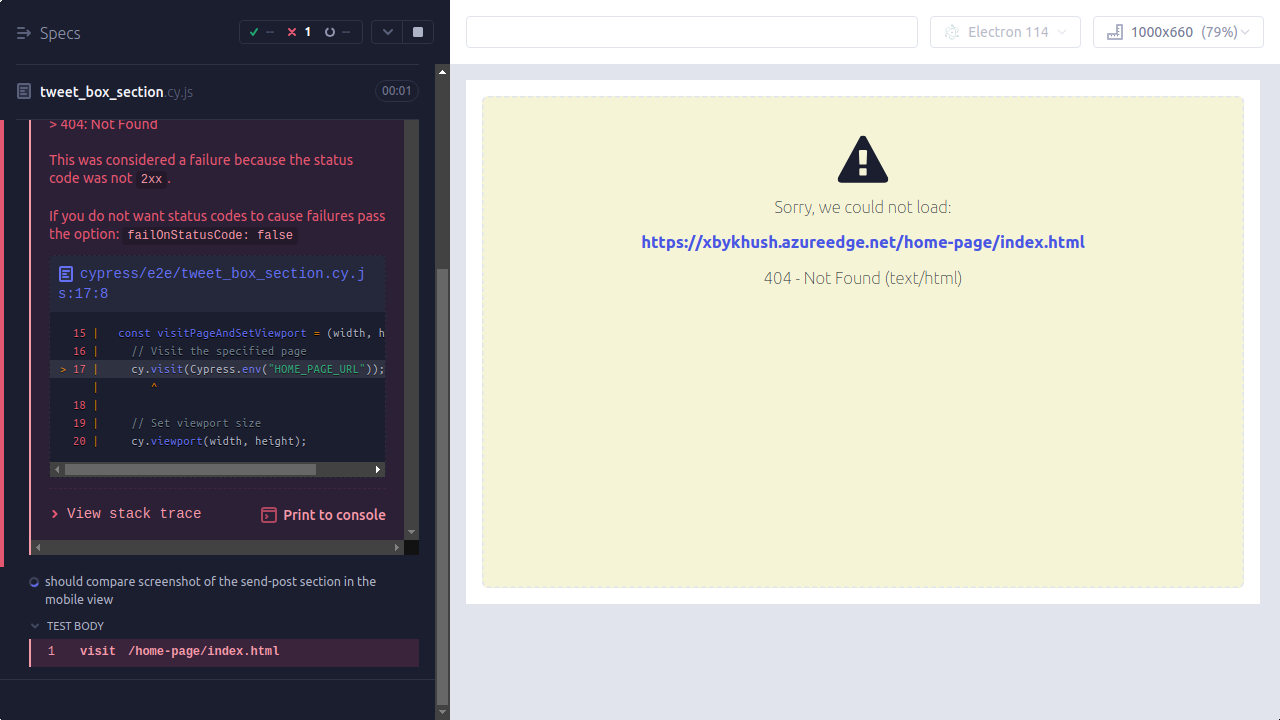 Specs
-- 1 --
tweet_box_section.cy.js
00:01
> 404: Not Found
This was considered a failure because the status
code was not 2xx.
If you do not want status codes to cause failures pass
the option: failOnStatusCode: false
cypress/e2e/tweet_box_section.cy.j
s:17:8
15 | const visitPageAndSetViewport = (width, h
16 | // Visit the specified page
> 17 | cy.visit(Cypress.env("HOME_PAGE_URL"));
| ^
18 |
19 | // Set viewport size
20 | cy.viewport(width, height);
View stack trace
Print to console
should compare screenshot of the send-post section in the
mobile view
TEST BODY
1 visit /home-page/index.html
Electron 114
1000x660 (79%)
Sorry, we could not load:
https://xbykhush.azureedge.net/home-page/index.html
404 - Not Found (text/html)